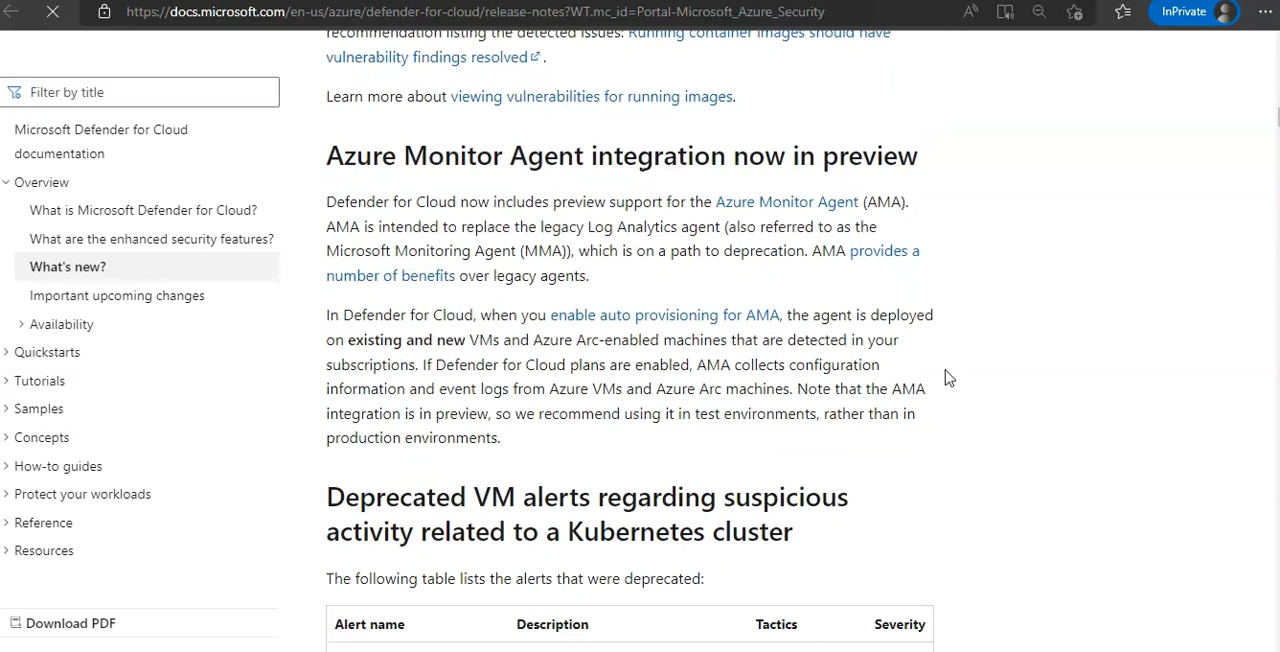 https://docs.microsoft.com/en-us/azure/defender-for-cloud/release-notes?WT.mc_id=Portal-Microsoft_Azure_Security
InPrivate
Filter by title
Microsoft Defender for Cloud
documentation
Overview
What is Microsoft Defender for Cloud?
What are the enhanced security features?
What's new?
Important upcoming changes
Availability
Quickstarts
Tutorials
Samples
Concepts
How-to guides
Protect your workloads
Reference
Resources
Download PDF
recommendation listing the detected issues: Running container images should have
vulnerability findings resolved.
Learn more about viewing vulnerabilities for running images.
Azure Monitor Agent integration now in preview
Defender for Cloud now includes preview support for the Azure Monitor Agent (AMA).
AMA is intended to replace the legacy Log Analytics agent (also referred to as the
Microsoft Monitoring Agent (MMA)), which is on a path to deprecation. AMA provides a
number of benefits over legacy agents.
In Defender for Cloud, when you enable auto provisioning for AMA, the agent is deployed
on existing and new VMs and Azure Arc-enabled machines that are detected in your
subscriptions. If Defender for Cloud plans are enabled, AMA collects configuration
information and event logs from Azure VMs and Azure Arc machines. Note that the AMA
integration is in preview, so we recommend using it in test environments, rather than in
production environments.
Deprecated VM alerts regarding suspicious
activity related to a Kubernetes cluster
The following table lists the alerts that were deprecated:
Alert name Description Tactics Severity